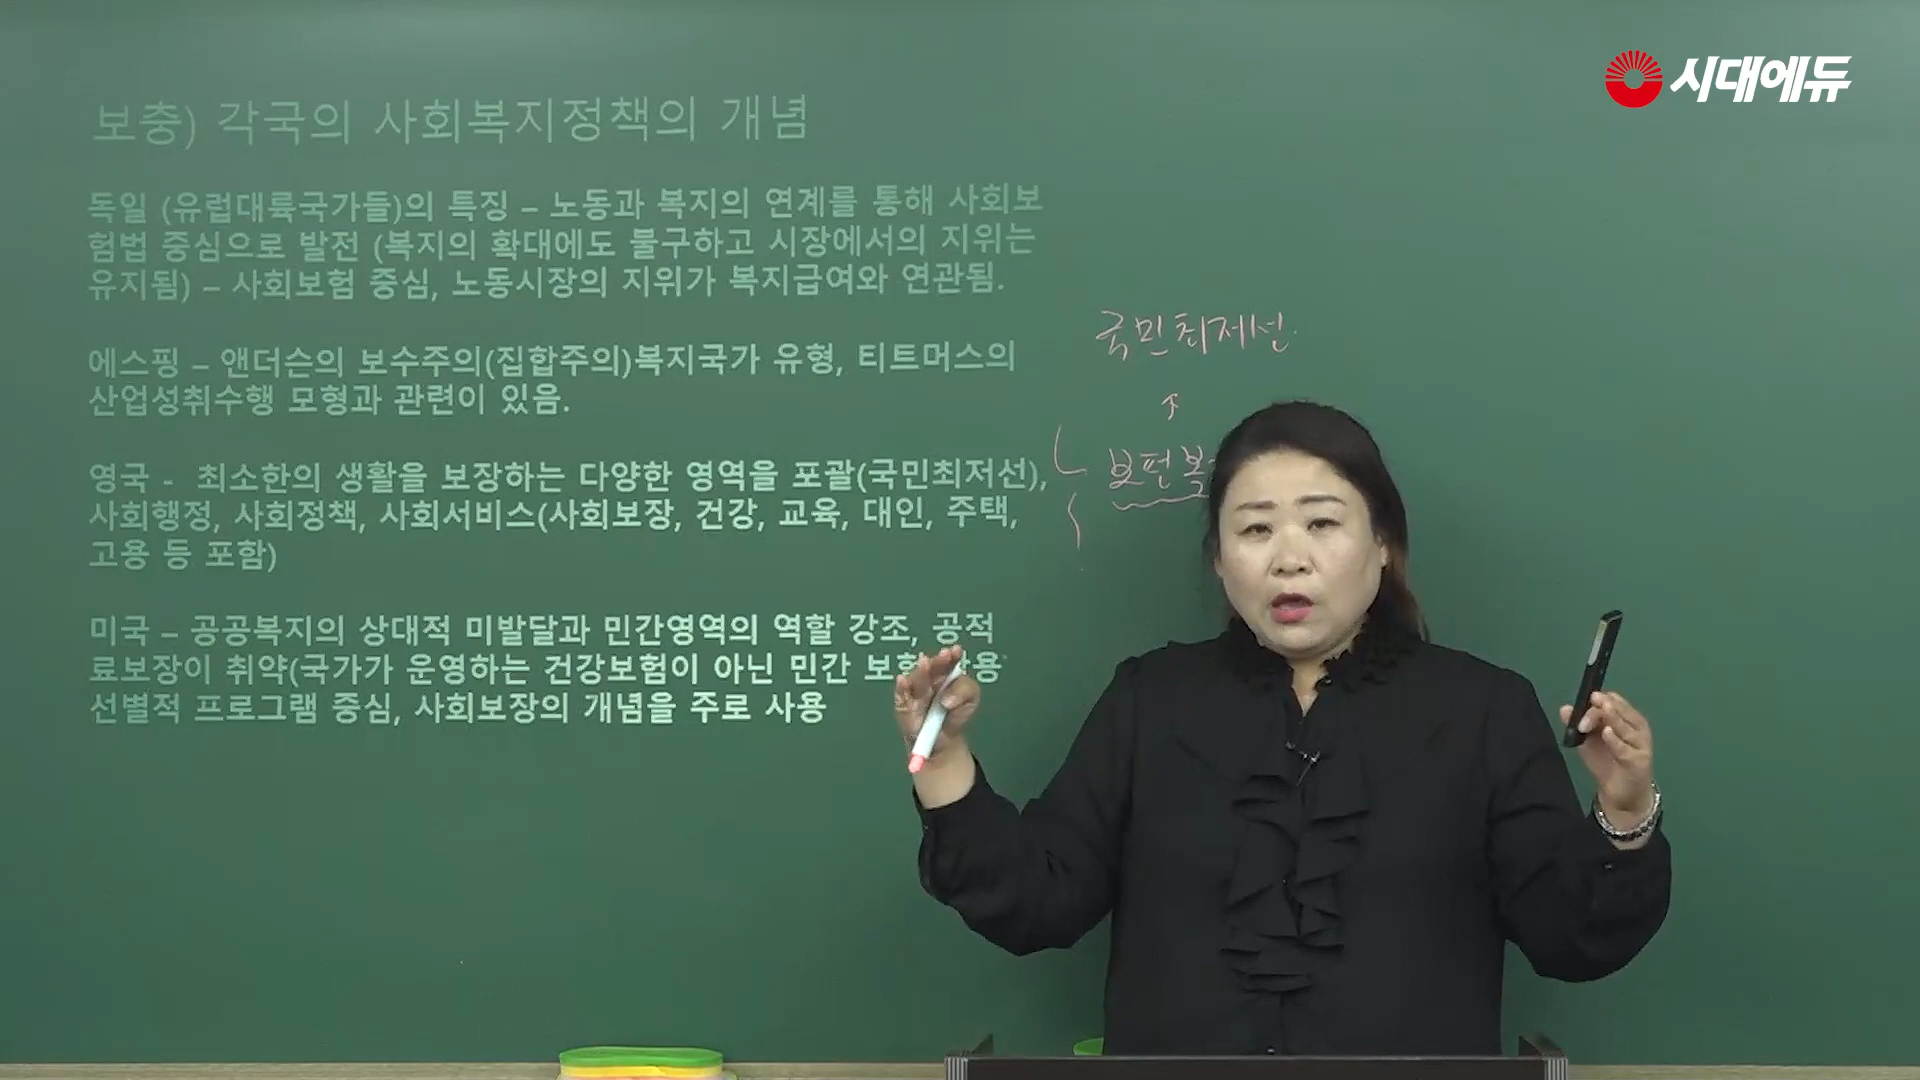 시대에듀
보충) 각국의 사회복지정책의 개념
독일 (유럽대륙국가들)의 특징 – 노동과 복지의 연계를 통해 사회보
험법 중심으로 발전 (복지의 확대에도 불구하고 시장에서의 지위는
유지됨) – 사회보험 중심, 노동시장의 지위가 복지급여와 연관됨.
에스핑 – 앤더슨의 보수주의(집합주의)복지국가 유형, 티트머스의
산업성취수행 모형과 관련이 있음.
영국 - 최소한의 생활을 보장하는 다양한 영역을 포괄(국민최저선),
사회행정, 사회정책, 사회서비스(사회보장, 건강, 교육, 대인, 주택,
고용 등 포함)
미국 – 공공복지의 상대적 미발달과 민간영역의 역할 강조, 공적
료보장이 취약(국가가 운영하는 건강보험이 아닌 민간 보험
선별적 프로그램 중심, 사회보장의 개념을 주로 사용
국민최저선.
보편복